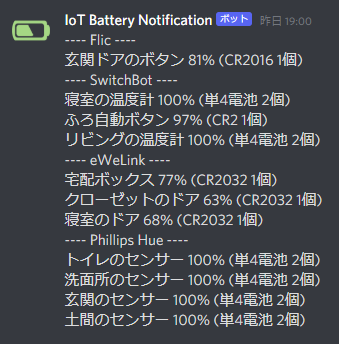 IoT Battery Notification ボット 昨日 19:00
---- Flic ----
玄関ドアのボタン 81% (CR2016 1個)
---- SwitchBot ----
寝室の温度計 100% (単4電池 2個)
ふろ自動ボタン 97% (CR2 1個)
リビングの温度計 100% (単4電池 2個)
---- eWeLink ----
宅配ボックス 77% (CR2032 1個)
クローゼットのドア 63% (CR2032 1個)
寝室のドア 68% (CR2032 1個)
---- Phillips Hue ----
トイレのセンサー 100% (単4電池 2個)
洗面所のセンサー 100% (単4電池 2個)
玄関のセンサー 100% (単4電池 2個)
土間のセンサー 100% (単4電池 2個)